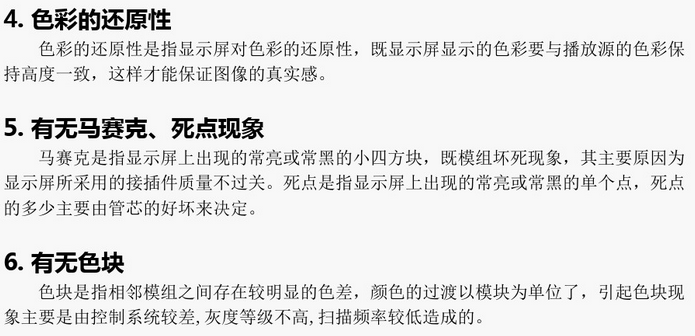 4. 色彩的还原性
色彩的还原性是指显示屏对色彩的还原性，既显示屏显示的色彩要与播放源的色彩保
持高度一致，这样才能保证图像的真实感。
5. 有无马赛克、死点现象
马赛克是指显示屏上出现的常亮或常黑的小四方块，既模组坏死现象，其主要原因为
显示屏所采用的接插件质量不过关。死点是指显示屏上出现的常亮或常黑的单个点，死点
的多少主要由管芯的好坏来决定。
6. 有无色块
色块是指相邻模组之间存在较明显的色差，颜色的过渡以模块为单位了，引起色块现
象主要是由控制系统较差,灰度等级不高,扫描频率较低造成的。